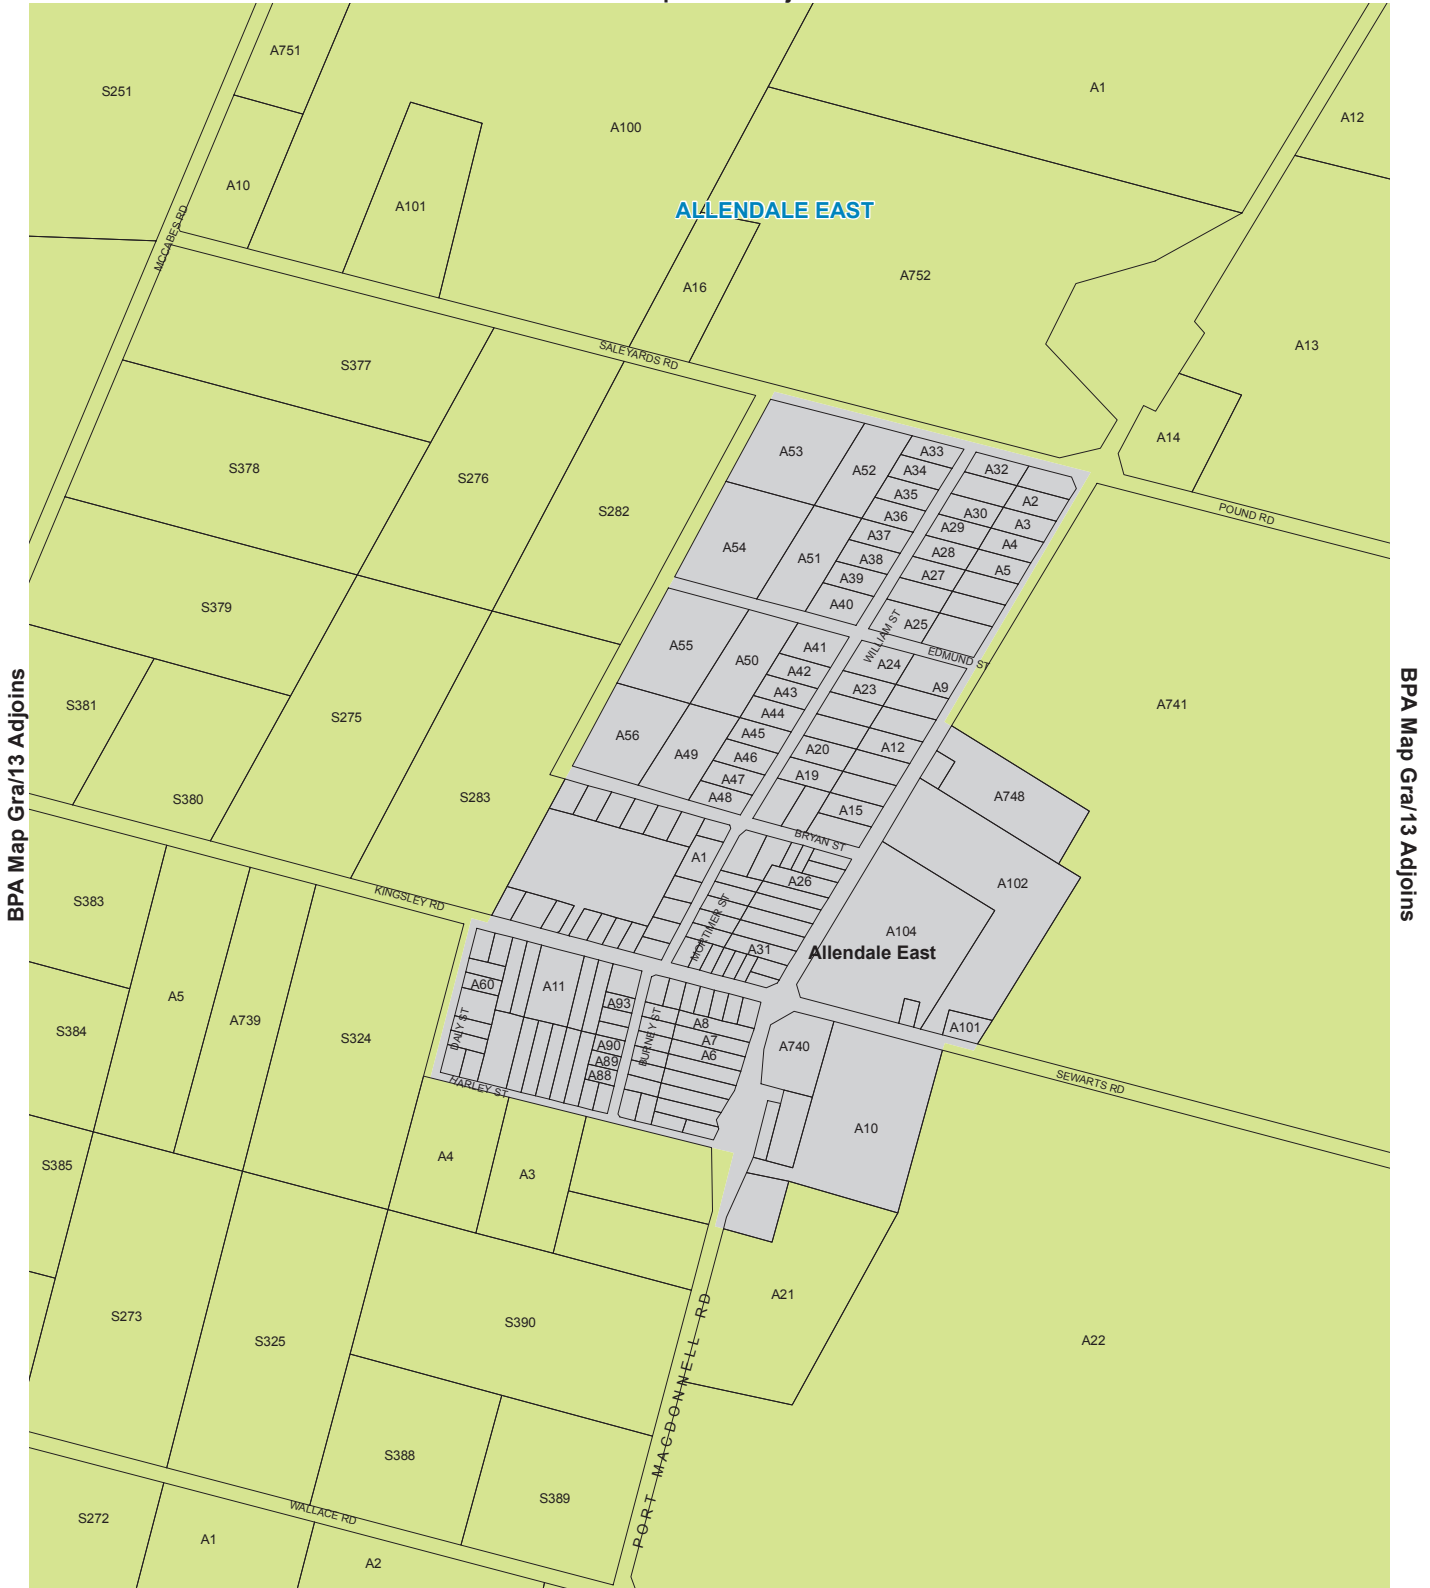 A751
S251
A1
A12
A100
A10
A101
ALLENDALE EAST
MCCABES RD
A752
A16
A13
SALEYARDS RD
S377
A14
A53
A33
A52
A34
A32
S378
S276
A35
A2
S282
A36
A30
A3
POUND RD
A37
A29
A4
A54
A51
A38
A28
A5
A39
A27
S379
A40
A25
WILLIAM ST
EDMUND ST
A55
A41
A50
A24
A42
A43
A23
A9
S381
S275
A44
A741
A56
A45
A20
A12
A49
A46
A47
A19
S380
S283
A48
A15
A748
BPA Map Gra/13 Adjoins
BPA Map Gra/13 Adjoins
BRYAN ST
A1
A26
A102
S383
KINGSLEY RD
MORTIMER ST
A104
A31
Allendale East
A60
A11
A5
A93
A739
A8
A101
S384
DALY ST
BURNEY ST
S324
A7
A90
A6
A740
A89
A88
SEWARTS RD
HARLEY ST
A10
A4
S385
A3
A21
S273
S390
S325
A22
PORT MACDONNELL RD
S388
S389
WALLACE RD
S272
A1
A2